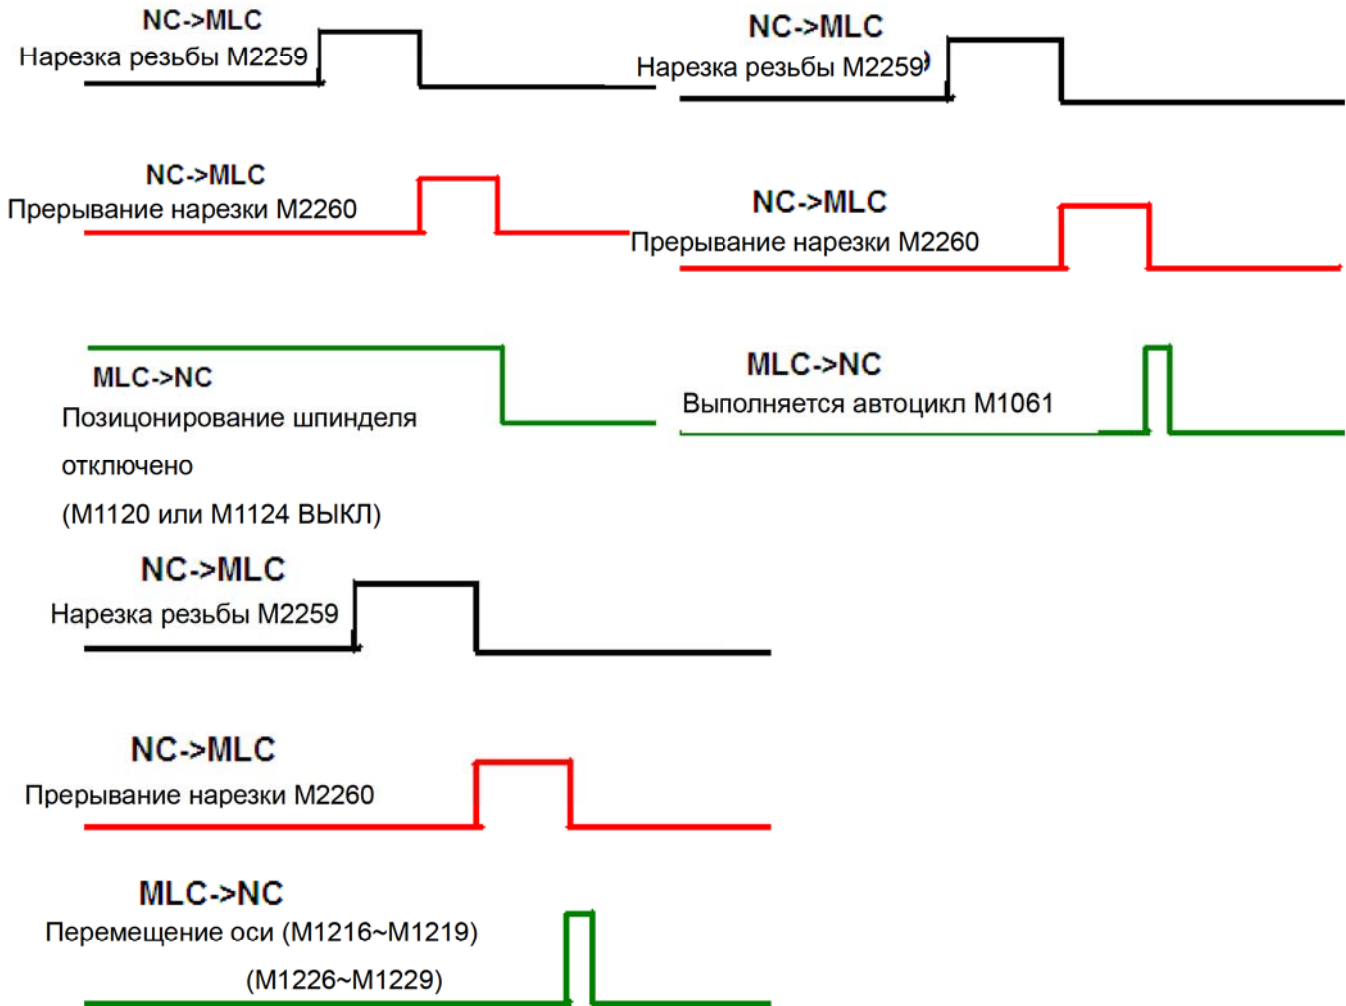 NC->MLC
Нарезка резьбы M2259
NC->MLC
Прерывание нарезки M2260
MLC->NC
Позицонирование шпинделя
отключено
(M1120 или M1124 ВЫКЛ)
NC->MLC
Нарезка резьбы M2259
NC->MLC
Прерывание нарезки M2260
MLC->NC
Выполняется автоцикл M1061
NC->MLC
Нарезка резьбы M2259
NC->MLC
Прерывание нарезки M2260
MLC->NC
Перемещение оси (M1216~M1219)
(M1226~M1229)